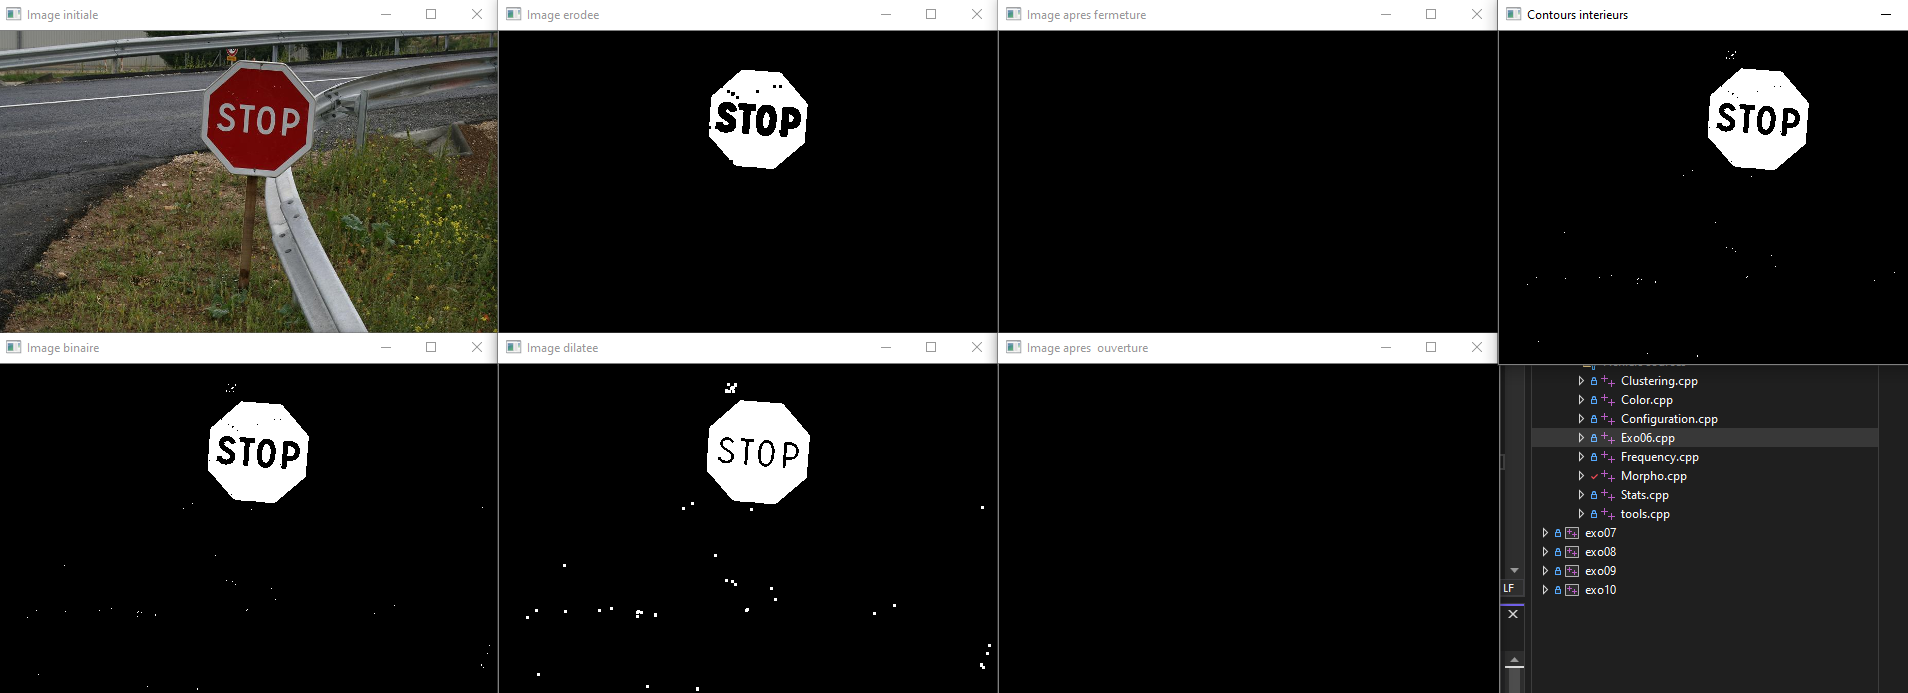 Image initiale
Image erodee
Image apres fermeture
Contours interieurs
STOP
STOP
STOP
Image binaire
Image dilatee
Image apres  ouverture
STOP
STOP
Clustering.cpp
Color.cpp
Configuration.cpp
Exo06.cpp
Frequency.cpp
Morpho.cpp
Stats.cpp
tools.cpp
exo07
exo08
exo09
exo10
LF